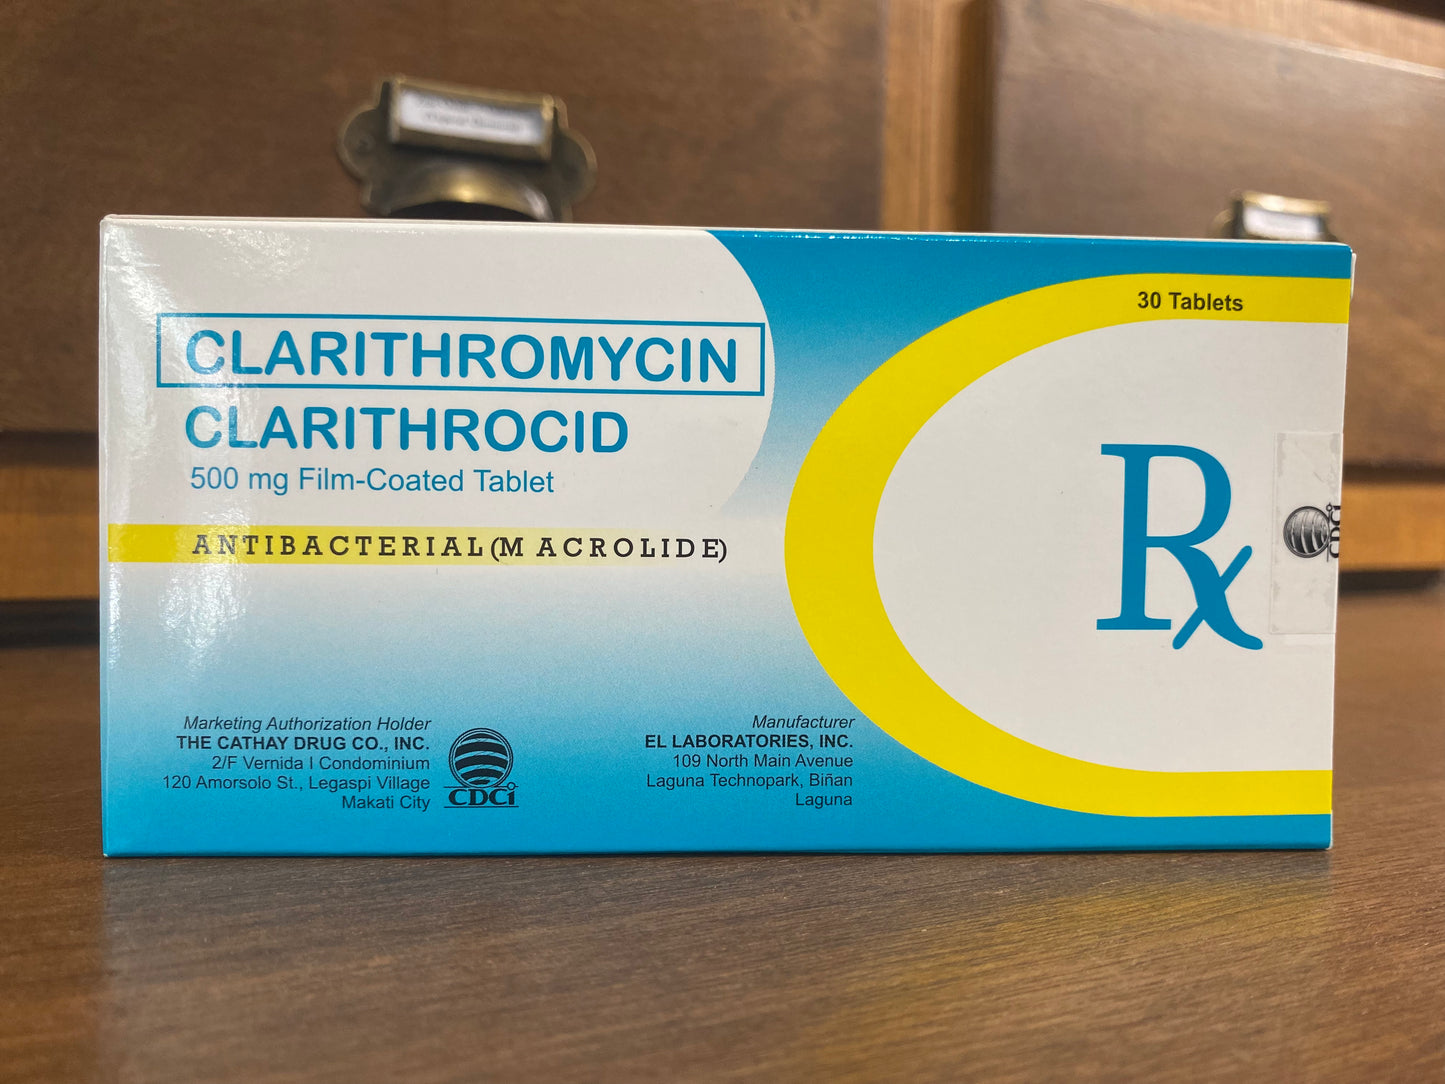 30 Tablets
CLARITHROMYCIN
CLARITHROCID
500 mg Film-Coated Tablet
ANTIBACTERIAL(M ACROLIDE)
Rx
CDCi
Marketing Authorization Holder
THE CATHAY DRUG CO., INC.
2/F Vernida I Condominium
120 Amorsolo St., Legaspi Village
Makati City
CDCi
Manufacturer
EL LABORATORIES, INC.
109 North Main Avenue
Laguna Technopark, Biñan
Laguna